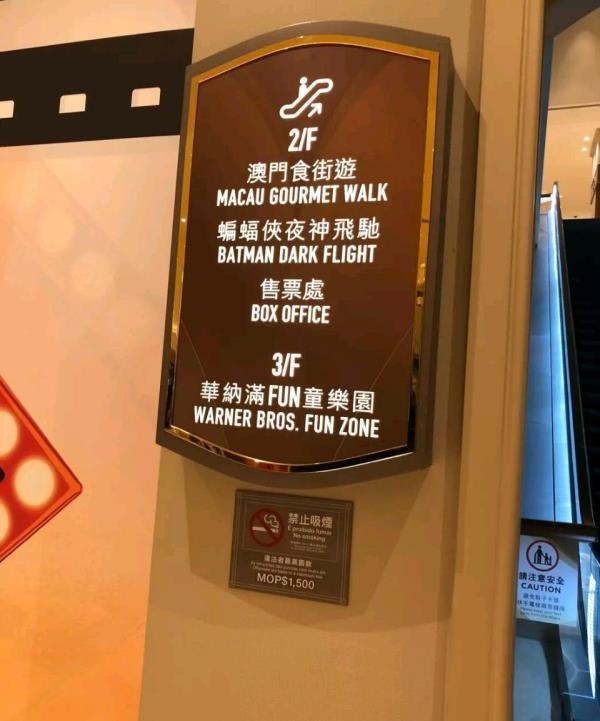 2/F
澳門食街遊
MACAU GOURMET WALK
蝙蝠俠夜神飛馳
BATMAN DARK FLIGHT
售票處
BOX OFFICE
3/F
華納滿FUN童樂園
WARNER BROS. FUN ZONE
禁止吸煙
É proibido fumar
No smoking
違法者最高罰款
MOP$1,500
請注意安全
CAUTION